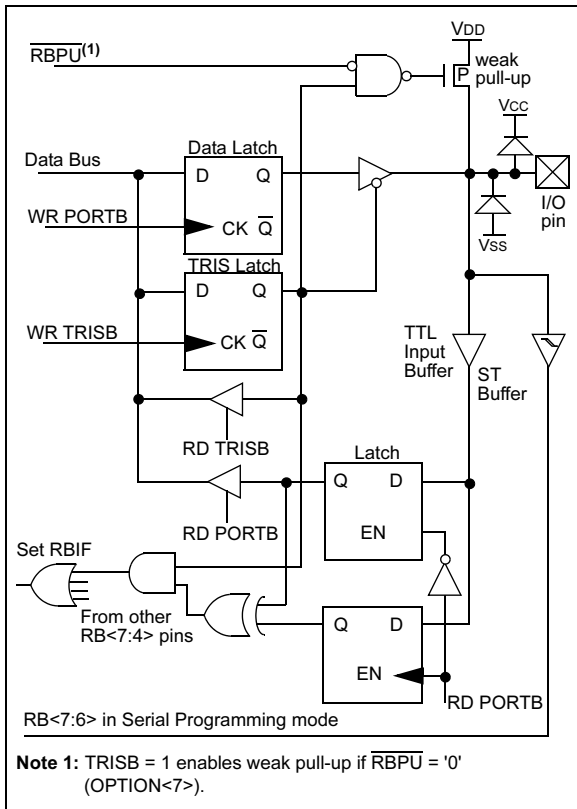 VDD
RBPU(1)
weak
P pull-up
VCC
Data Latch
Data Bus
D Q
I/O
pin
WR PORTB
CK Q
VSS
TRIS Latch
D Q
TTL
Input
Buffer
WR TRISB
CK Q
ST
Buffer
RD TRISB
Latch
Q D
RD PORTB
EN
Set RBIF
From other
RB<7:4> pins
Q D
EN
RD PORTB
RB<7:6> in Serial Programming mode
Note 1: TRISB = 1 enables weak pull-up if RBPU = '0'
(OPTION<7>).